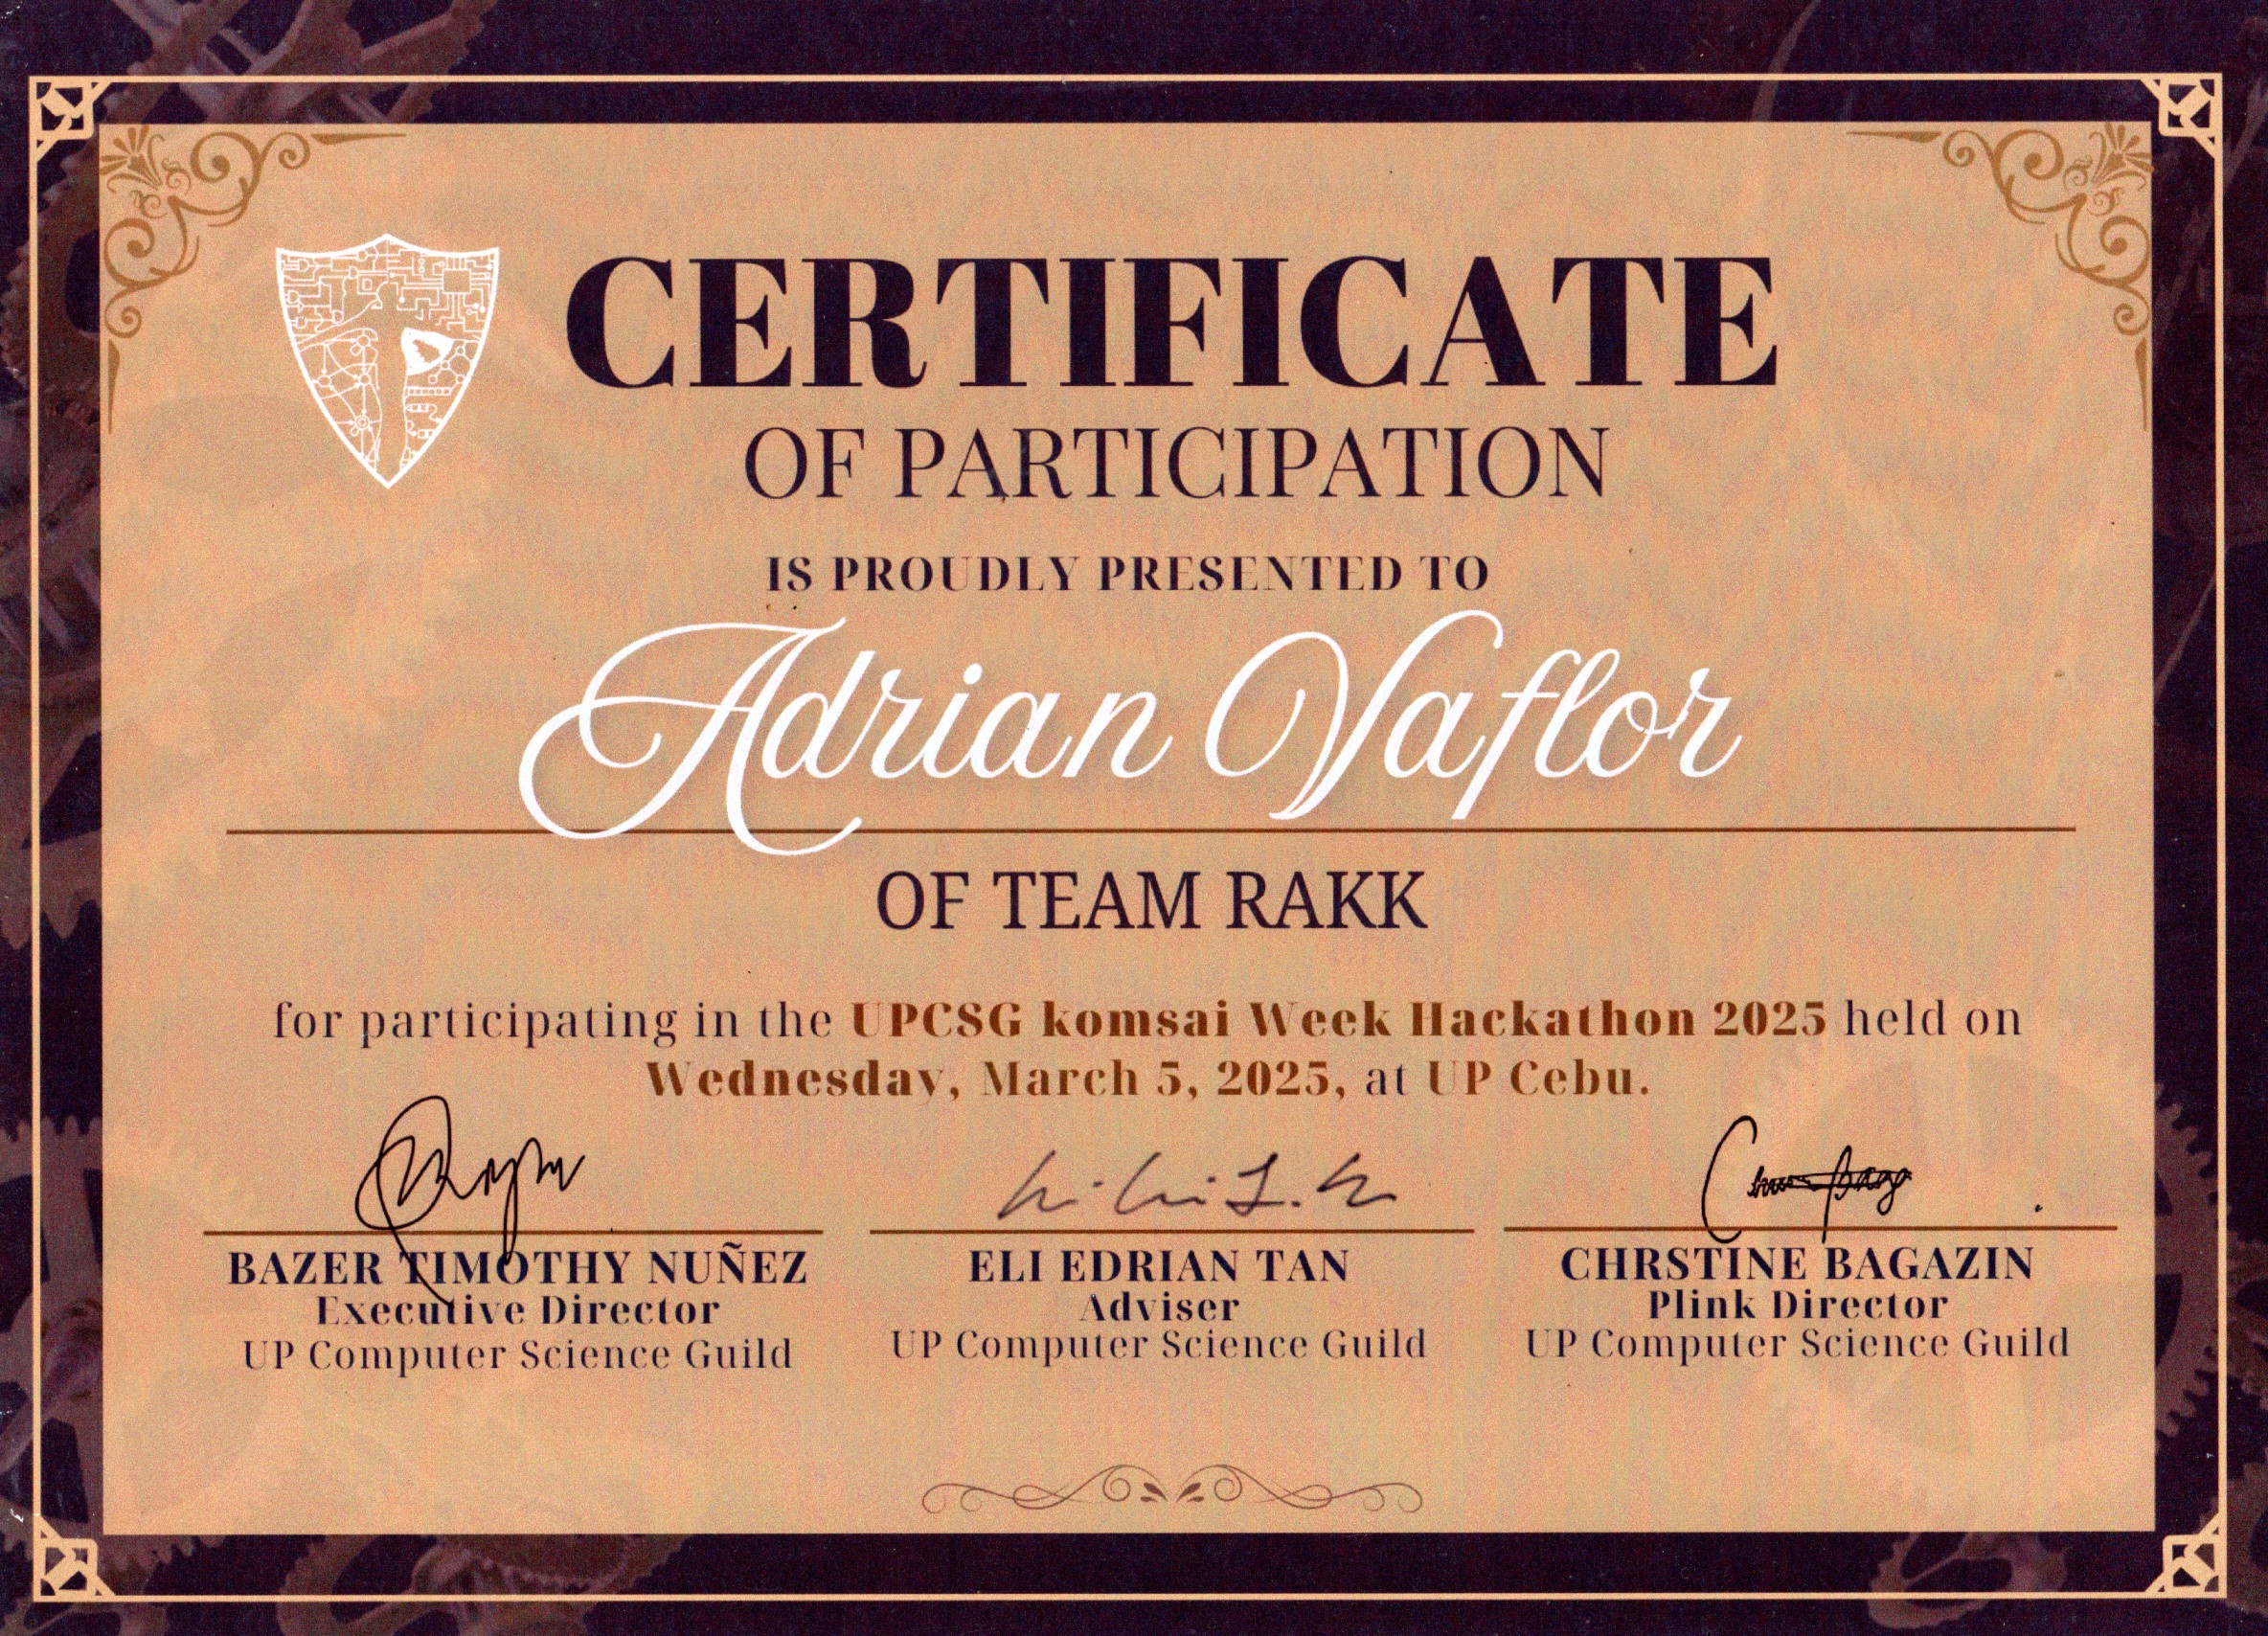 CERTIFICATE
OF PARTICIPATION
IS PROUDLY PRESENTED TO
Adrian Vaflor
OF TEAM RAKK
for participating in the UPCSG komsai Week Hackathon 2025 held on
Wednesday, March 5, 2025, at UP Cebu.
BAZER TIMOTHY NUÑEZ
Executive Director
UP Computer Science Guild
ELI EDRIAN TAN
Adviser
UP Computer Science Guild
CHRSTINE BAGAZIN
Plink Director
UP Computer Science Guild